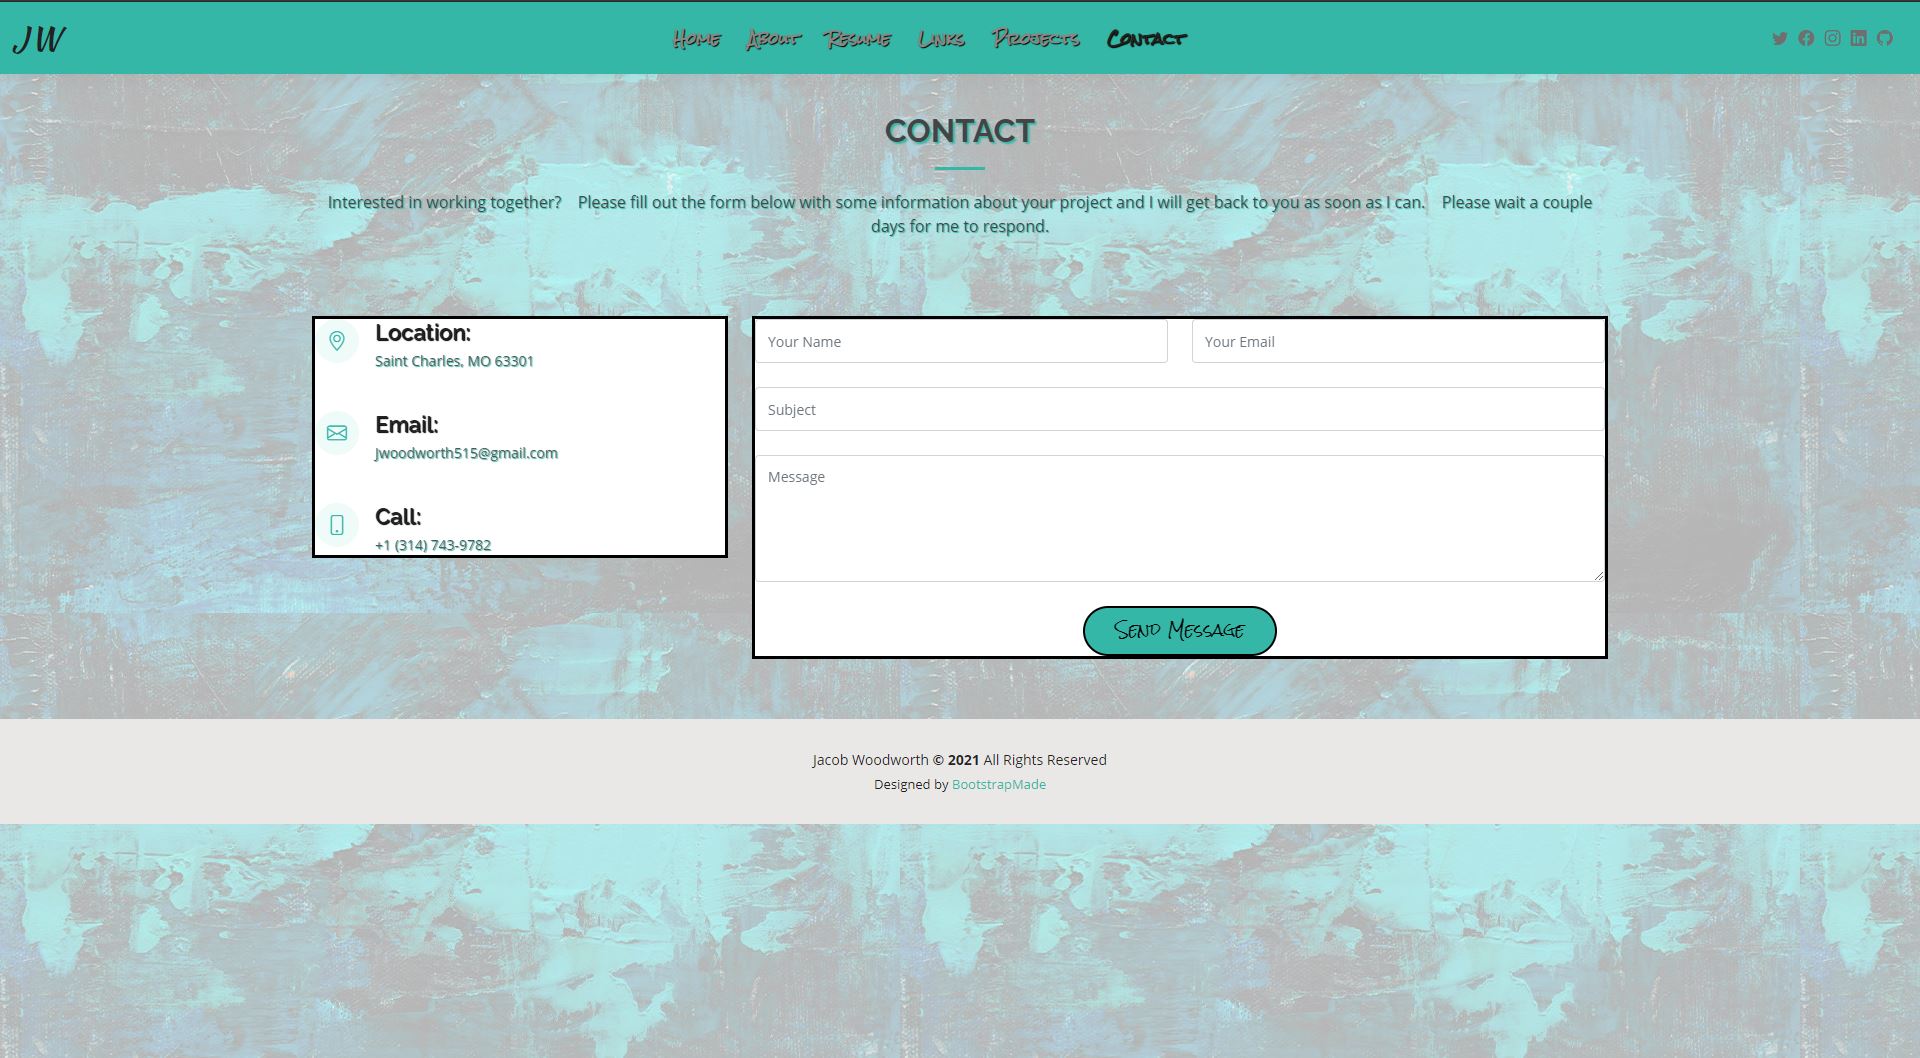 JW
Home About Resume Links Projects Contact
CONTACT
Interested in working together? Please fill out the form below with some information about your project and I will get back to you as soon as I can. Please wait a couple
days for me to respond.
Location:
Saint Charles, MO 63301
Email:
Jwoodworth515@gmail.com
Call:
+1 (314) 743-9782
Your Name
Your Email
Subject
Message
Send Message
Jacob Woodworth © 2021 All Rights Reserved
Designed by BootstrapMade